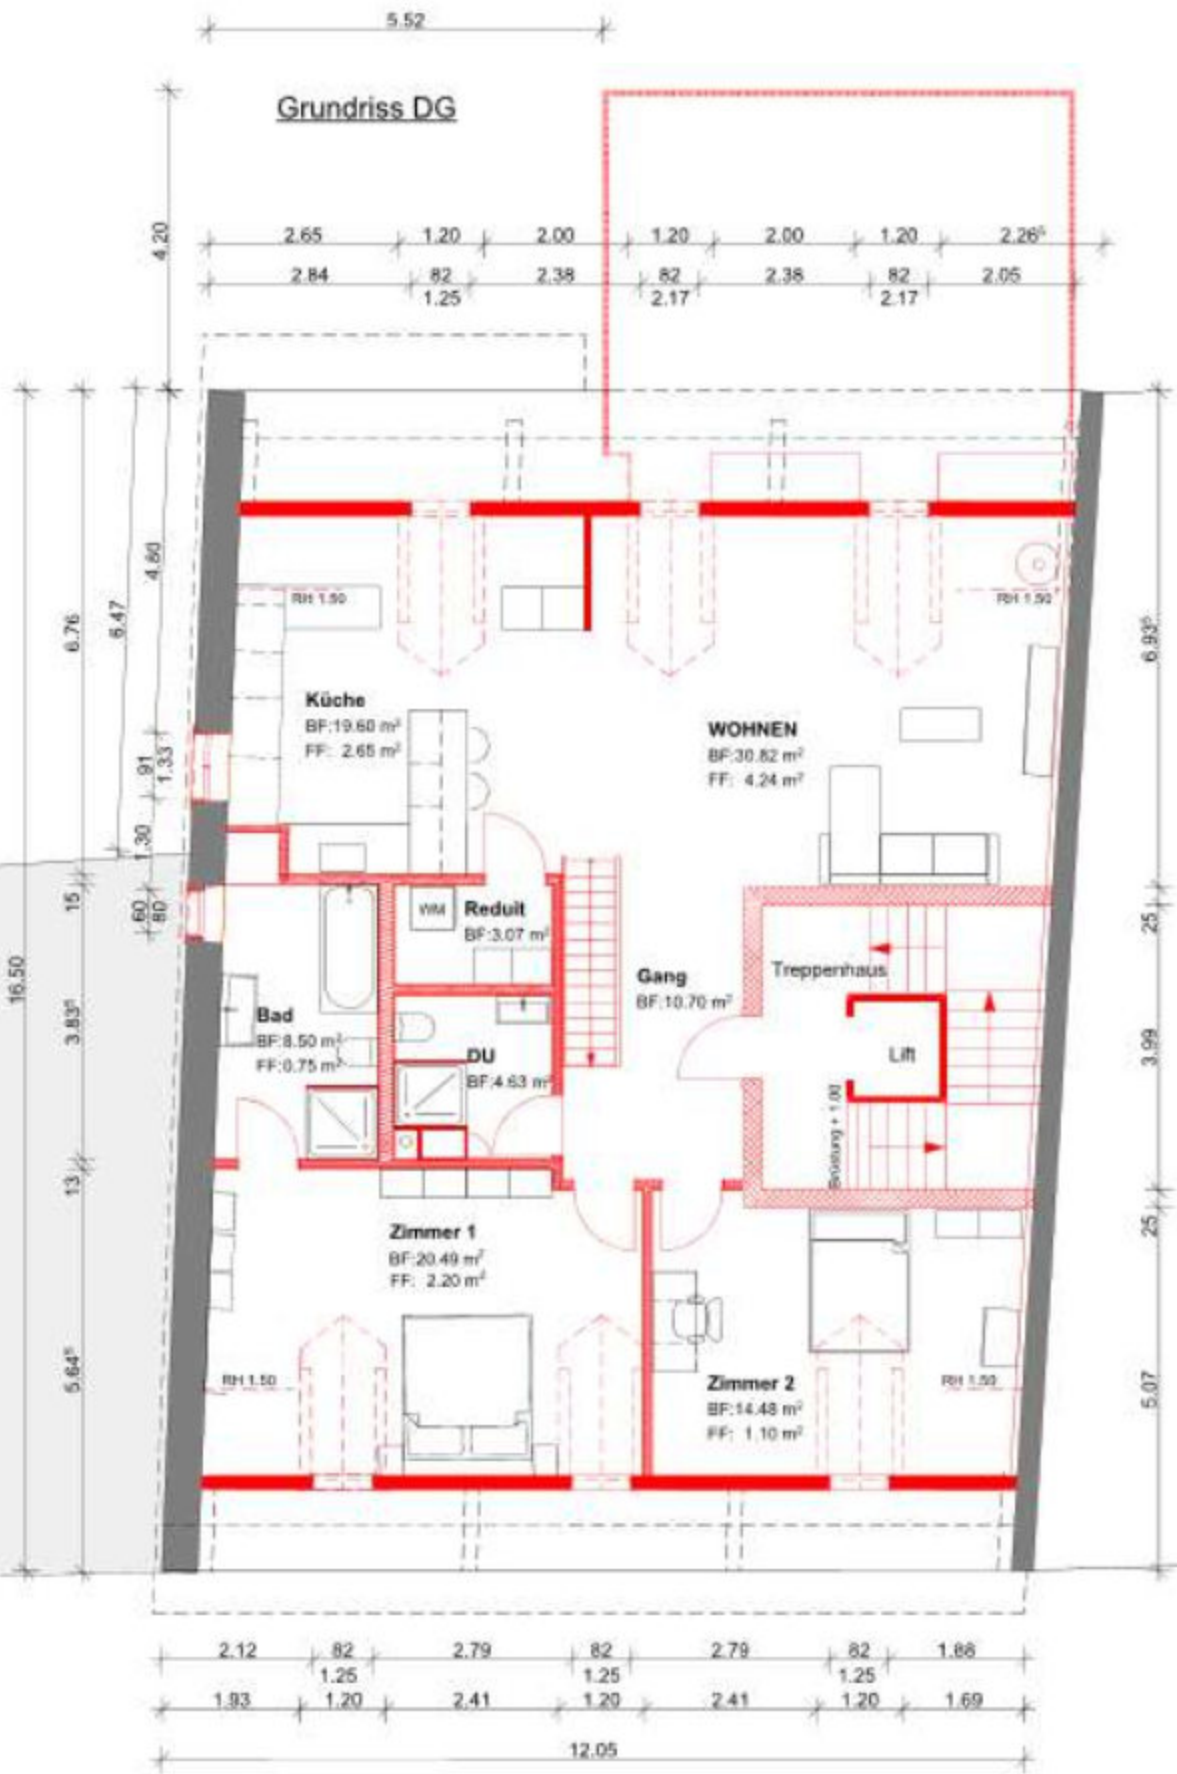 5.52
Grundriss DG
4.20
2.65 1.20 2.00 1.20 2.00 1.20 2.26⁵
2.84 82 2.38 82 2.38 82 2.05
1.25 2.17 2.17
RH 1.50 RH 1.50
4.80
6.47
6.76
6.93⁵
Küche
BF:19.60 m²
FF: 2.65 m²
WOHNEN
BF:30.82 m²
FF: 4.24 m²
91
1.33
1.30
15
60
80
WM
Reduit
BF:3.07 m²
25
Treppenhaus
Gang
BF:10.70 m²
16.50
3.83⁵
Bad
BF:8.50 m²
FF:0.75 m²
DU
BF:4.63 m²
Lift
3.99
Brüstung + 1.00
13
25
Zimmer 1
BF:20.49 m²
FF: 2.20 m²
5.64⁵
RH 1.50
Zimmer 2
BF:14.48 m²
FF: 1.10 m²
RH 1.50
5.07
2.12 82 2.79 82 2.79 82 1.88
1.25 1.25 1.25
1.93 1.20 2.41 1.20 2.41 1.20 1.69
12.05